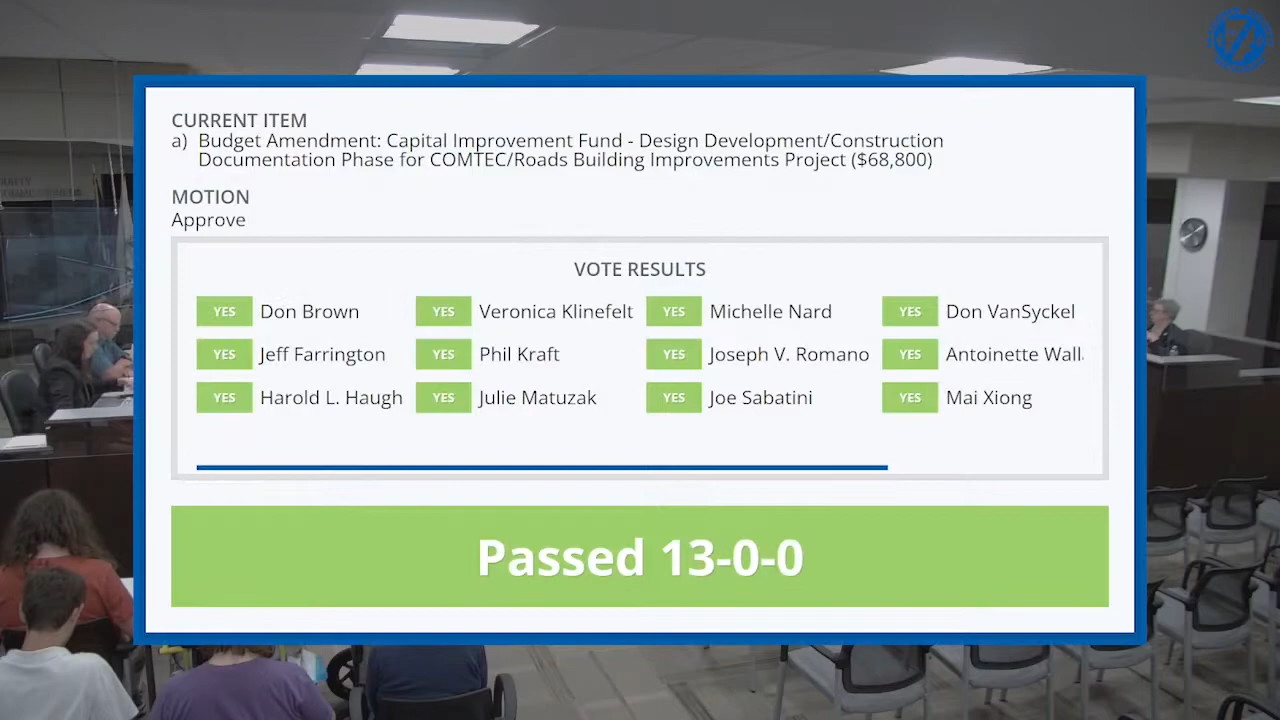 CURRENT ITEM
a) Budget Amendment: Capital Improvement Fund - Design Development/Construction
Documentation Phase for COMTEC/Roads Building Improvements Project ($68,800)
MOTION
Approve
VOTE RESULTS
YES Don Brown YES Veronica Klinefelt YES Michelle Nard YES Don VanSyckel
YES Jeff Farrington YES Phil Kraft YES Joseph V. Romano YES Antoinette Wall
YES Harold L. Haugh YES Julie Matuzak YES Joe Sabatini YES Mai Xiong
Passed 13-0-0